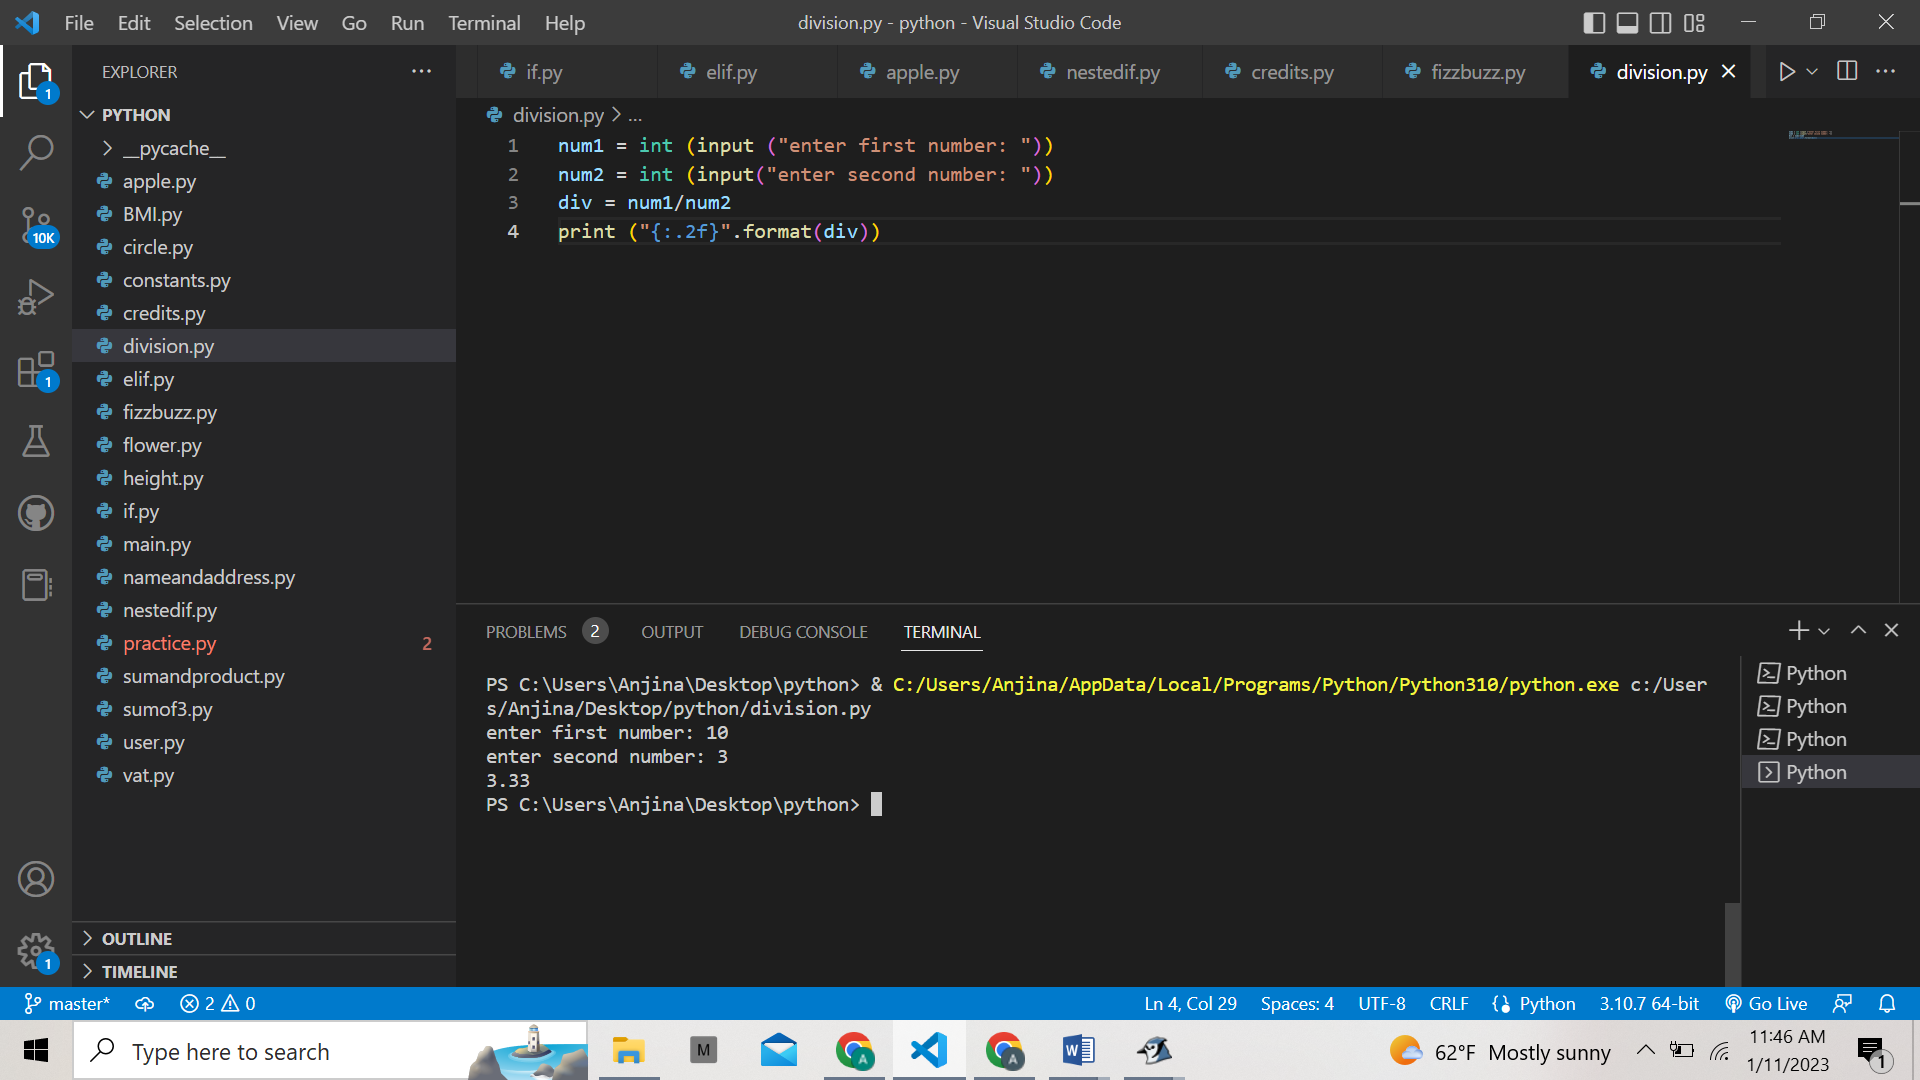 File Edit Selection View Go Run Terminal Help
division.py - python - Visual Studio Code
EXPLORER
if.py elif.py apple.py nestedif.py credits.py fizzbuzz.py division.py
1
10K
1
1
PYTHON
__pycache__
apple.py
BMI.py
circle.py
constants.py
credits.py
division.py
elif.py
fizzbuzz.py
flower.py
height.py
if.py
main.py
nameandaddress.py
nestedif.py
practice.py 2
sumandproduct.py
sumof3.py
user.py
vat.py
OUTLINE
TIMELINE
division.py > ...
1 num1 = int (input ("enter first number: "))
2 num2 = int (input("enter second number: "))
3 div = num1/num2
4 print ("{:.2f}".format(div))
PROBLEMS 2 OUTPUT DEBUG CONSOLE TERMINAL
PS C:\Users\Anjina\Desktop\python> & C:/Users/Anjina/AppData/Local/Programs/Python/Python310/python.exe c:/User
s/Anjina/Desktop/python/division.py
enter first number: 10
enter second number: 3
3.33
PS C:\Users\Anjina\Desktop\python>
Python
Python
Python
Python
master* 2 0 Ln 4, Col 29 Spaces: 4 UTF-8 CRLF Python 3.10.7 64-bit Go Live
Type here to search
M
A
A
W
62°F Mostly sunny
11:46 AM
1/11/2023
1